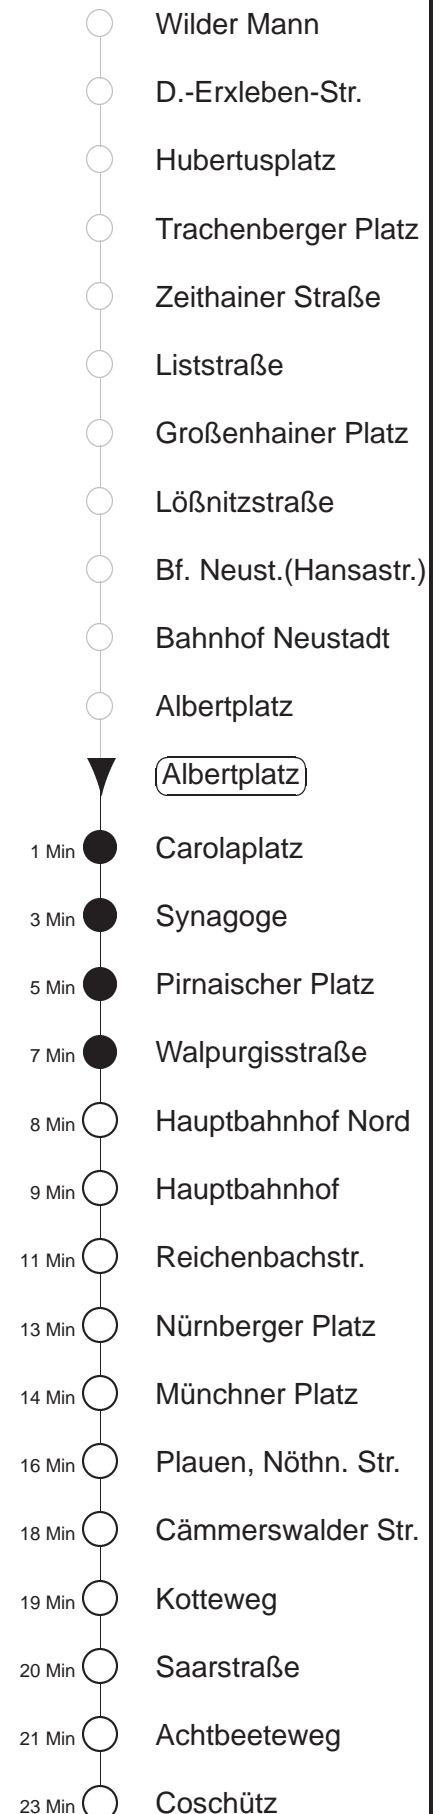 Wilder Mann
D.-Erxleben-Str.
Hubertusplatz
Trachenberger Platz
Zeithainer Straße
Liststraße
Großenhainer Platz
Lößnitzstraße
Bf. Neust.(Hansastr.)
Bahnhof Neustadt
Albertplatz
Albertplatz
1 Min Carolaplatz
3 Min Synagoge
5 Min Pirnaischer Platz
7 Min Walpurgisstraße
8 Min Hauptbahnhof Nord
9 Min Hauptbahnhof
11 Min Reichenbachstr.
13 Min Nürnberger Platz
14 Min Münchner Platz
16 Min Plauen, Nöthn. Str.
18 Min Cämmerswalder Str.
19 Min Kotteweg
20 Min Saarstraße
21 Min Achtbeeteweg
23 Min Coschütz